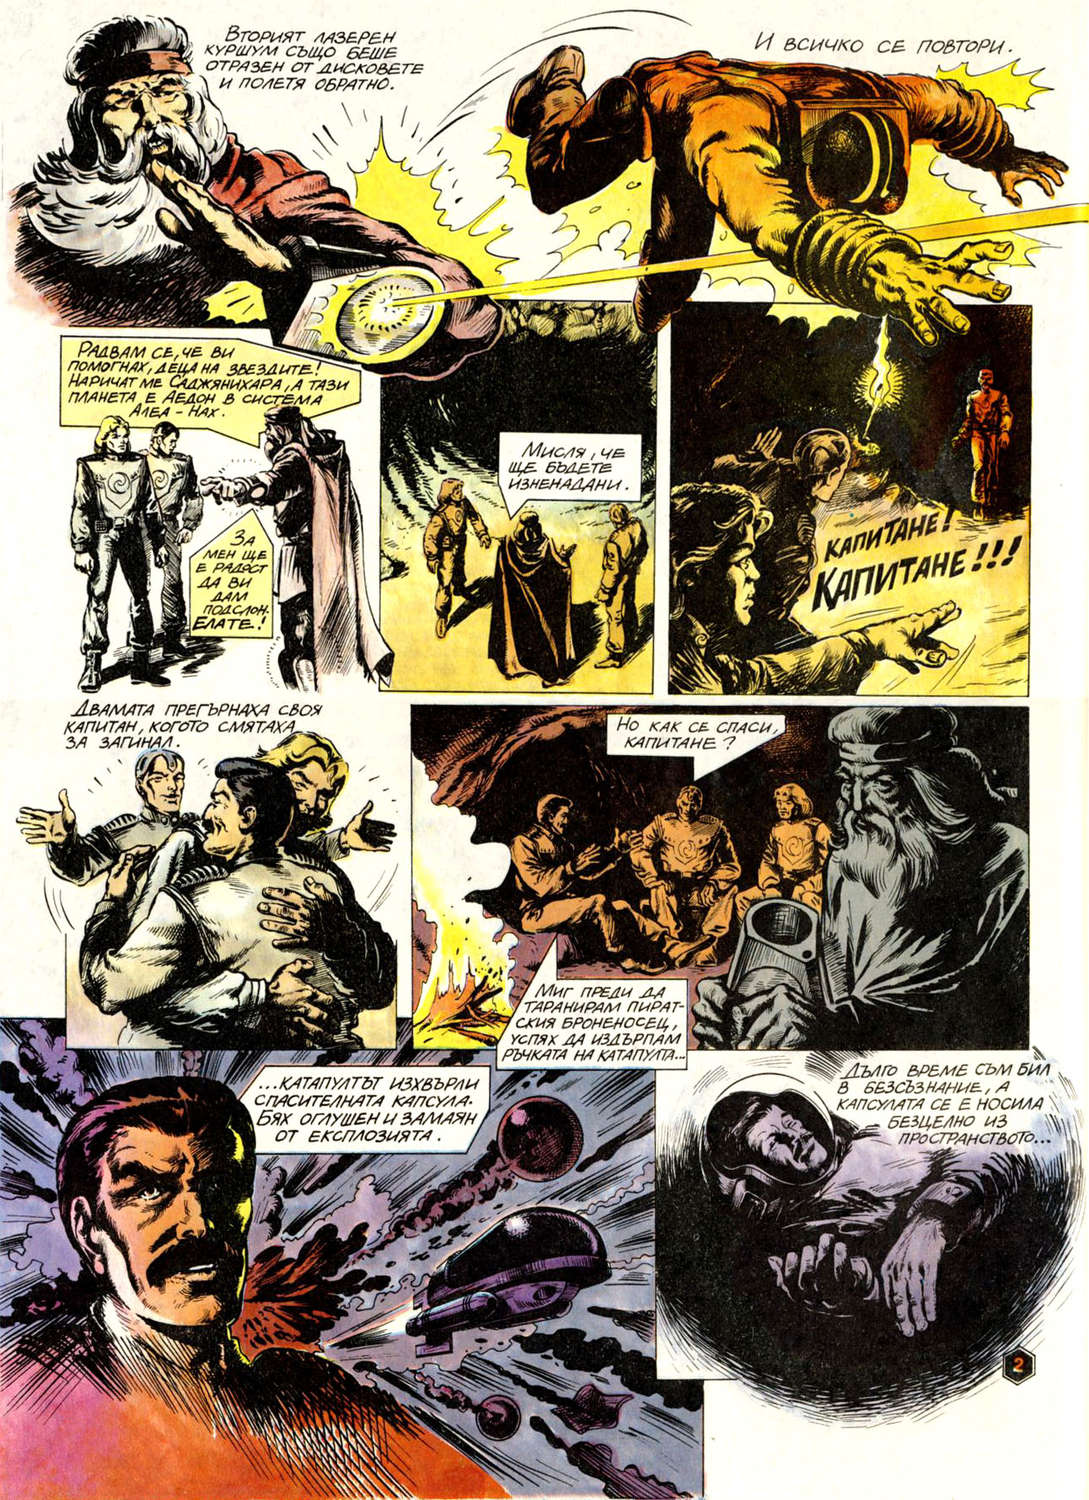 Вторият лазерен
куршум също беше
отразен от дисковете
и полетя обратно.
И всичко се повтори.
Радвам се, че ви
помогнах, деца на звездите!
Наричат ме Саджянихара, а тази
планета е Аедон в система
Алеа - Нах.
За
мен ще
е радост
да ви
дам
подслон.
Елате!
Мисля, че
ще бъдете
изненадани.
Капитане!
Капитане!!!
Двамата прегърнаха своя
капитан, когото смятаха
за загинал.
Но как се спаси,
капитане?
Миг преди да
таранирам пират-
ския броненосец,
успях да издърпам
ръчката на катапулта...
...катапултът изхвърли
спасителната капсула.
Бях оглушен и замаян
от експлозията.
Дълго време съм бил
в безсъзнание, а
капсулата се е носила
безцелно из
пространството...
2